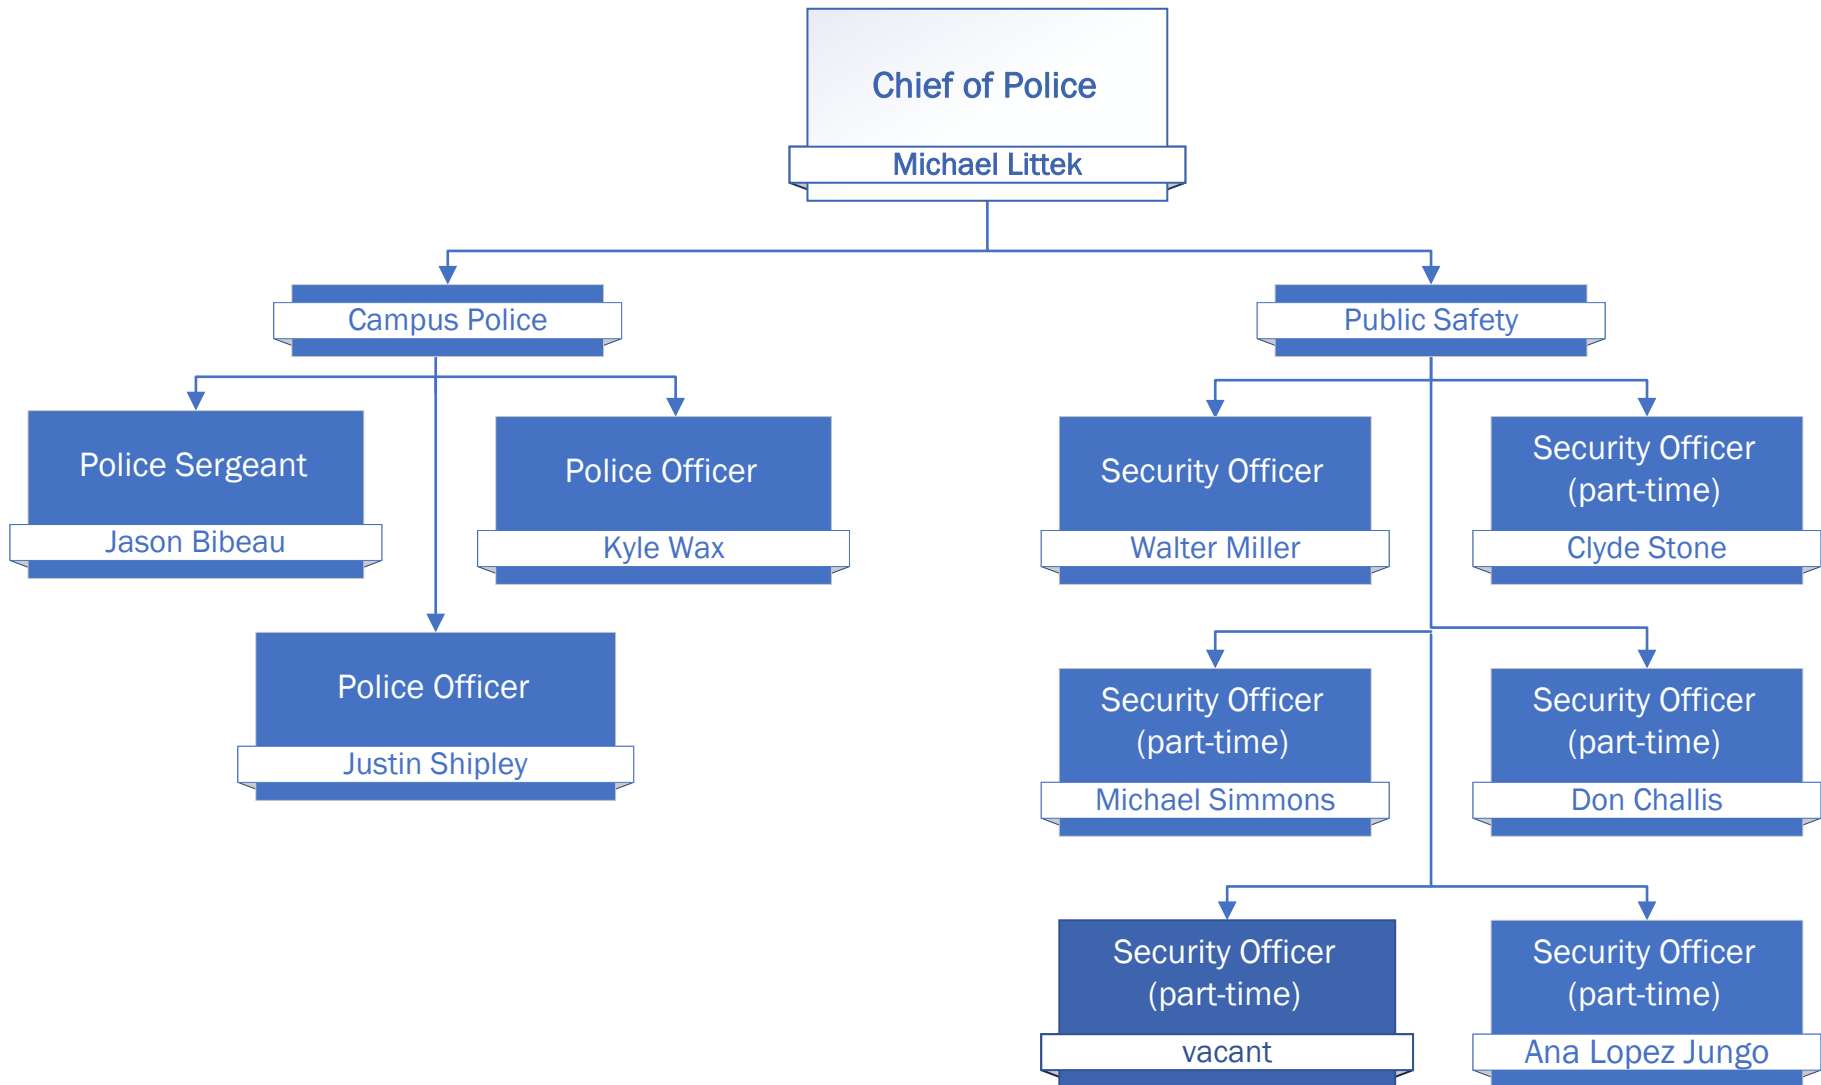 Chief of Police
Michael Littek
Campus Police
Public Safety
Police Sergeant
Jason Bibeau
Police Officer
Kyle Wax
Police Officer
Justin Shipley
Security Officer
Walter Miller
Security Officer
(part-time)
Clyde Stone
Security Officer
(part-time)
Michael Simmons
Security Officer
(part-time)
Don Challis
Security Officer
(part-time)
vacant
Security Officer
(part-time)
Ana Lopez Jungo